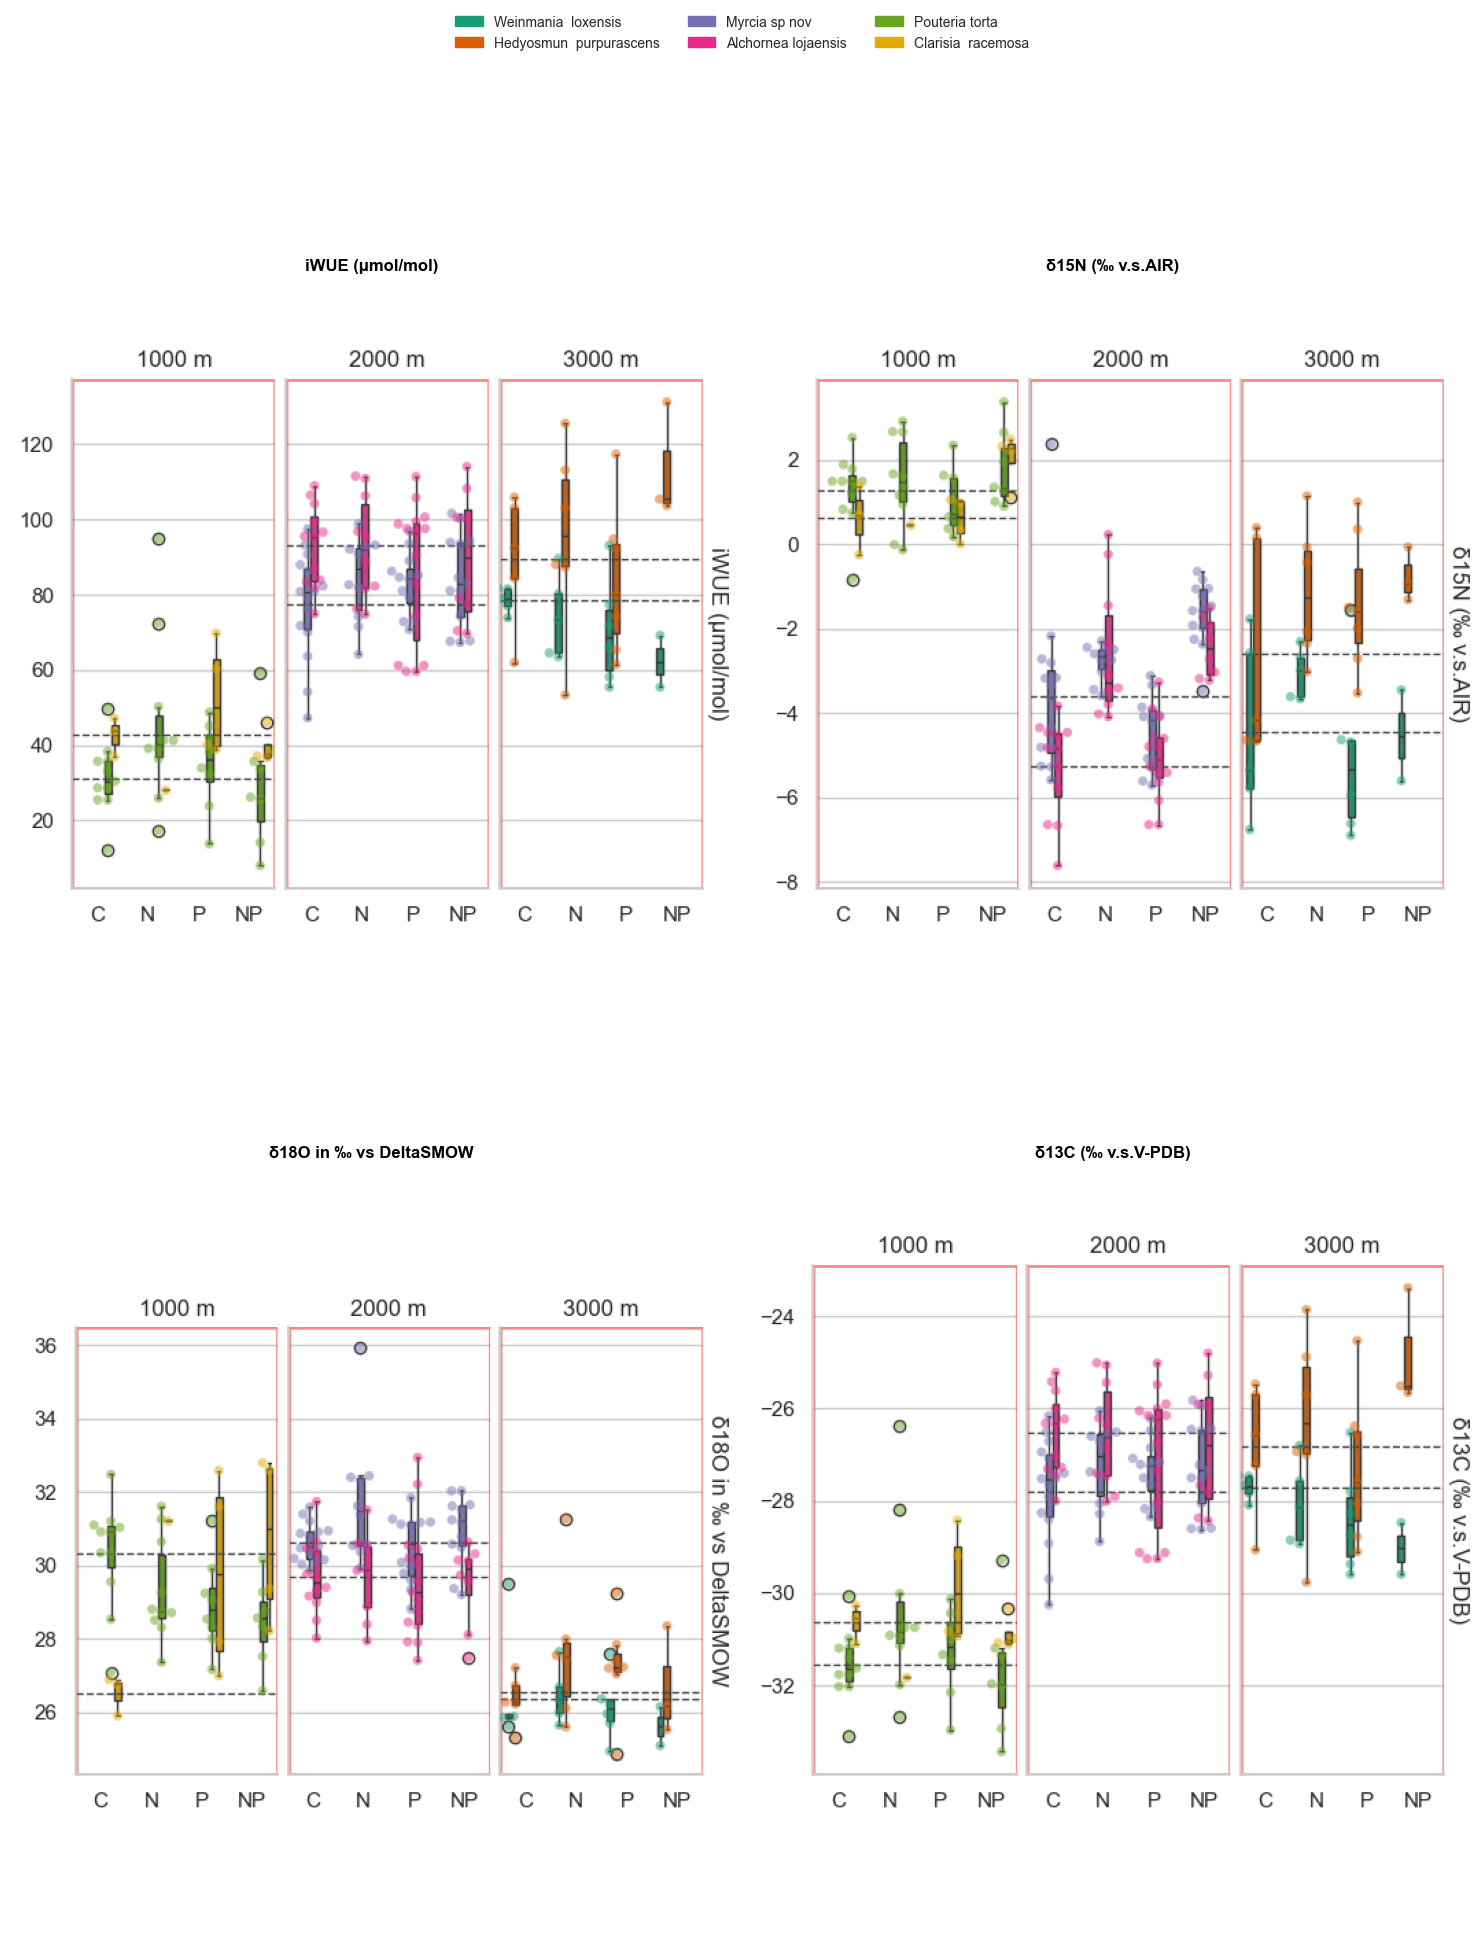 Weinmania  loxensis
Hedyosmun  purpurascens
Myrcia sp nov
Alchornea lojaensis
Pouteria torta
Clarisia  racemosa
iWUE (μmol/mol)
1000 m
2000 m
3000 m
120
100
80
60
40
20
C N P NP
C N P NP
C N P NP
iWUE (μmol/mol)
δ15N (‰ v.s.AIR)
1000 m
2000 m
3000 m
2
0
−2
−4
−6
−8
C N P NP
C N P NP
C N P NP
δ15N (‰ v.s.AIR)
δ18O in ‰ vs DeltaSMOW
1000 m
2000 m
3000 m
36
34
32
30
28
26
C N P NP
C N P NP
C N P NP
δ18O in ‰ vs DeltaSMOW
δ13C (‰ v.s.V-PDB)
1000 m
2000 m
3000 m
−24
−26
−28
−30
−32
C N P NP
C N P NP
C N P NP
δ13C (‰ v.s.V-PDB)